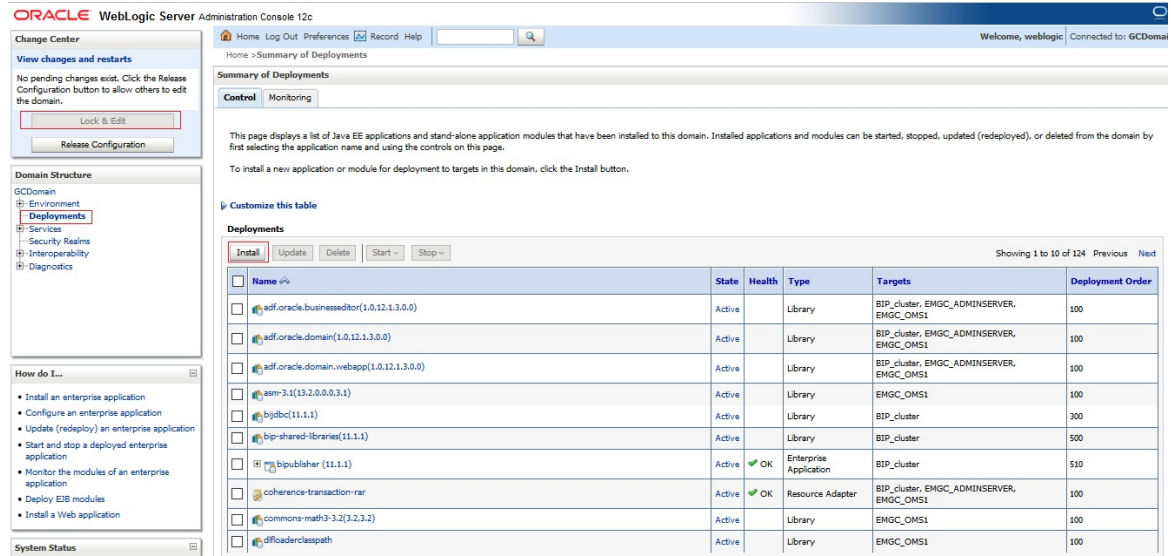 ORACLE WebLogic Server Administration Console 12c
Change Center
View changes and restarts
No pending changes exist. Click the Release
Configuration button to allow others to edit
the domain.
Lock & Edit
Release Configuration
Domain Structure
GCDomain
Environment
Deployments
Services
Security Realms
Interoperability
Diagnostics
How do I...
Install an enterprise application
Configure an enterprise application
Update (redeploy) an enterprise application
Start and stop a deployed enterprise
application
Monitor the modules of an enterprise
application
Deploy EJB modules
Install a Web application
System Status
Home Log Out Preferences Record Help
Welcome, weblogic Connected to: GCDomai
Home >Summary of Deployments
Summary of Deployments
Control Monitoring
This page displays a list of Java EE applications and stand-alone application modules that have been installed to this domain. Installed applications and modules can be started, stopped, updated (redeployed), or deleted from the domain by
first selecting the application name and using the controls on this page.
To install a new application or module for deployment to targets in this domain, click the Install button.
Customize this table
Deployments
Install Update Delete Start Stop
Showing 1 to 10 of 124 Previous Next
Name State Health Type Targets Deployment Order
adf.oracle.businesseditor(1.0,12.1.3.0.0) Active Library BIP_cluster, EMGC_ADMINSERVER, EMGC_OMS1 100
adf.oracle.domain(1.0,12.1.3.0.0) Active Library BIP_cluster, EMGC_ADMINSERVER, EMGC_OMS1 100
adf.oracle.domain.webapp(1.0,12.1.3.0.0) Active Library BIP_cluster, EMGC_ADMINSERVER, EMGC_OMS1 100
asm-3.1(13.2.0.0.0,3.1) Active Library EMGC_OMS1 100
bijdbc(11.1.1) Active Library BIP_cluster 300
bip-shared-libraries(11.1.1) Active Library BIP_cluster 500
bipublisher (11.1.1) Active OK Enterprise Application BIP_cluster 510
coherence-transaction-rar Active OK Resource Adapter BIP_cluster, EMGC_ADMINSERVER, EMGC_OMS1 100
commons-math3-3.2(3.2,3.2) Active Library EMGC_OMS1 100
dlfloaderclasspath Active Library EMGC_OMS1 100